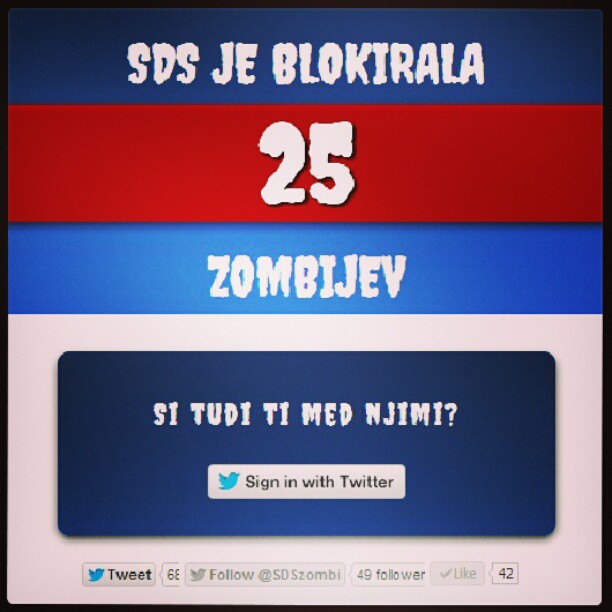 SDS JE BLOKIRALA
25
ZOMBIJEV
SI TUDI TI MED NJIMI?
Sign in with Twitter
Tweet 68 Follow @SDSzombi 49 follower Like 42